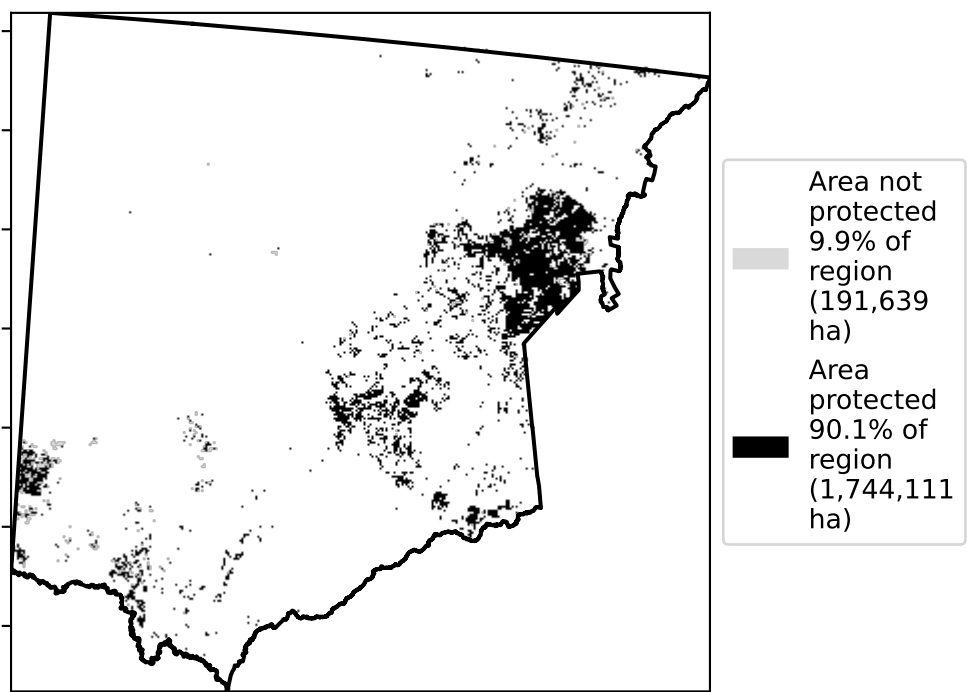 Area not
protected
9.9% of
region
(191,639
ha)
Area
protected
90.1% of
region
(1,744,111
ha)